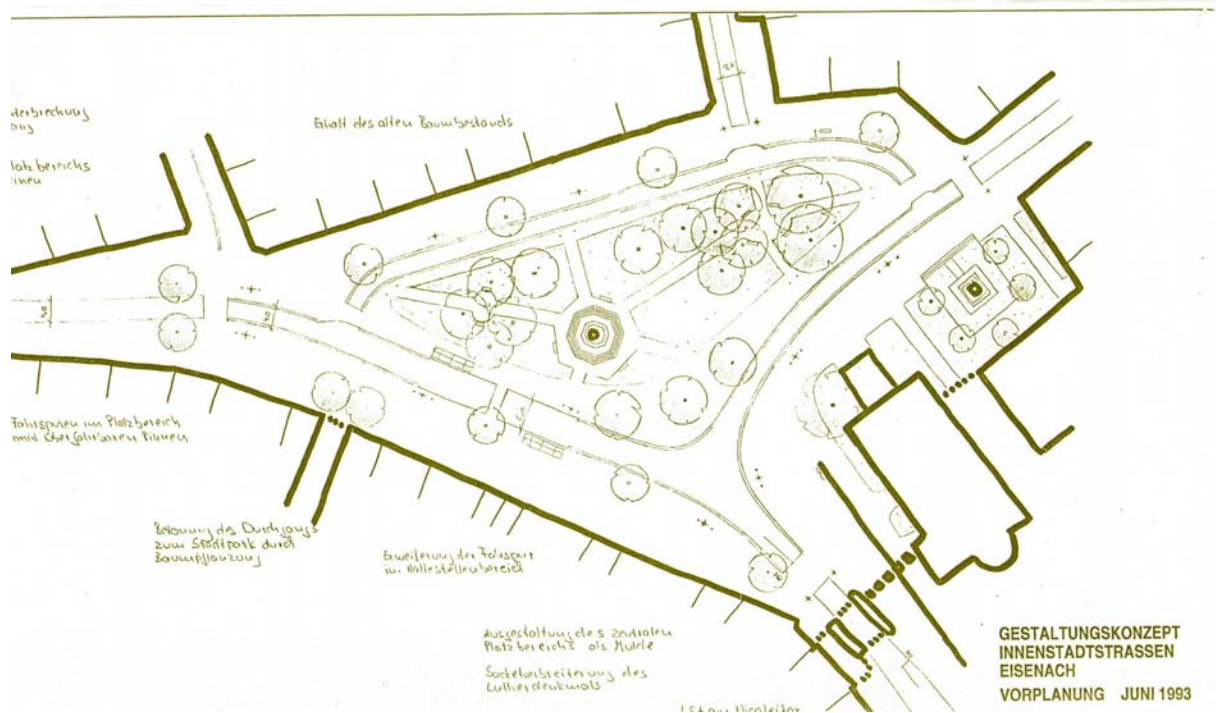 Erhalt des alten Baumbestands
Platzbereichs
Fahrspuren im Platzbereich
mit überfahrbaren Rinnen
Betonung des Durchgangs
zum Stadtpark durch
Baumpflanzung
Erweiterung der Fahrspur
im Haltestellenbereich
Ausgestaltung des zentralen
Platzbereichs als Mulde
Sockelverbreiterung des
Lutherdenkmals
GESTALTUNGSKONZEPT
INNENSTADTSTRASSEN
EISENACH
VORPLANUNG JUNI 1993